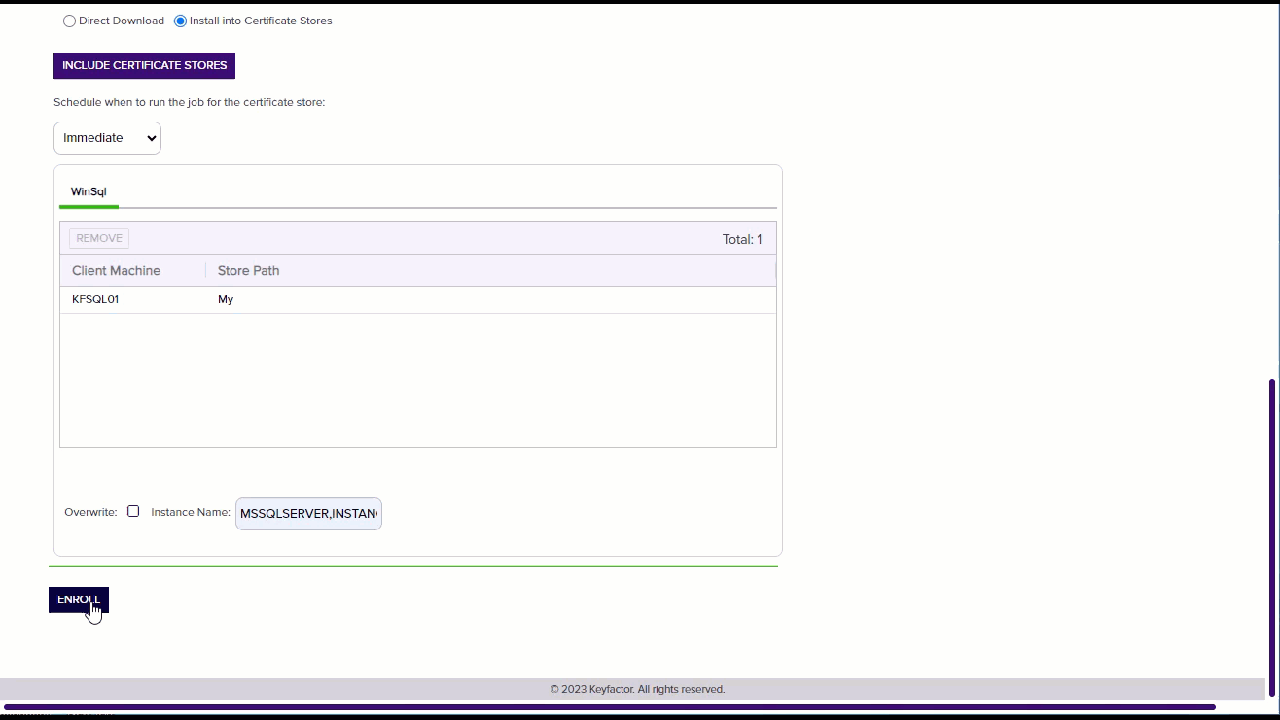 Direct Download Install into Certificate Stores
INCLUDE CERTIFICATE STORES
Schedule when to run the job for the certificate store:
Immediate
WinSql
REMOVE Total: 1
Client Machine Store Path
KFSQL01 My
Overwrite: Instance Name: MSSQLSERVER,INSTAN
ENROLL
© 2023 Keyfactor. All rights reserved.